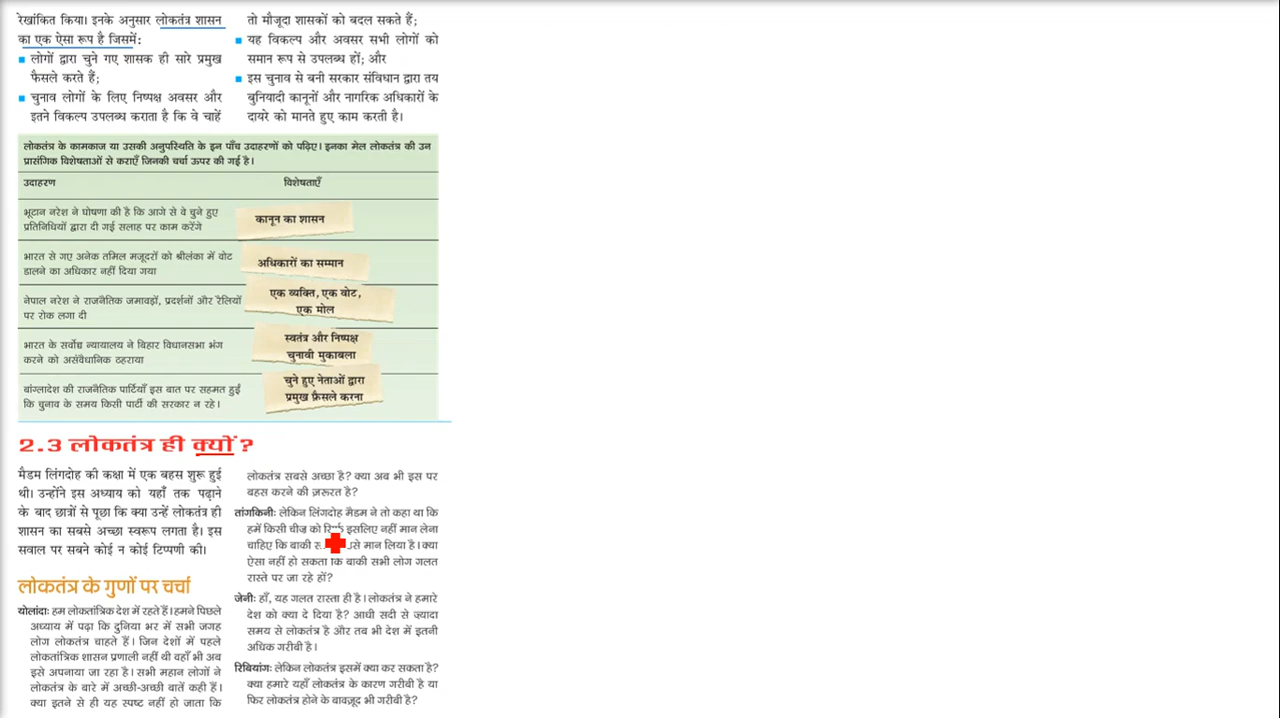 रेखांकित किया। इनके अनुसार लोकतंत्र शासन
का एक ऐसा रूप है जिसमें:
लोगों द्वारा चुने गए शासक ही सारे प्रमुख
फैसले करते हैं;
चुनाव लोगों के लिए निष्पक्ष अवसर और
इतने विकल्प उपलब्ध कराता है कि वे चाहें
तो मौजूदा शासकों को बदल सकते हैं;
यह विकल्प और अवसर सभी लोगों को
समान रूप से उपलब्ध हों; और
इस चुनाव से बनी सरकार संविधान द्वारा तय
बुनियादी कानूनों और नागरिक अधिकारों के
दायरे को मानते हुए काम करती है।
लोकतंत्र के कामकाज या उसकी अनुपस्थिति के इन पाँच उदाहरणों को पढ़िए। इनका मेल लोकतंत्र की उन
प्रासंगिक विशेषताओं से कराएँ जिनकी चर्चा ऊपर की गई है।
उदाहरण विशेषताएँ
भूटान नरेश ने घोषणा की है कि आगे से वे चुने हुए
प्रतिनिधियों द्वारा दी गई सलाह पर काम करेंगे
कानून का शासन
भारत से गए अनेक तमिल मजूदरों को श्रीलंका में वोट
डालने का अधिकार नहीं दिया गया
अधिकारों का सम्मान
नेपाल नरेश ने राजनैतिक जमावड़ों, प्रदर्शनों और रैलियों
पर रोक लगा दी
एक व्यक्ति, एक वोट,
एक मोल
भारत के सर्वोच्च न्यायालय ने बिहार विधानसभा भंग
करने को असंवैधानिक ठहराया
स्वतंत्र और निष्पक्ष
चुनावी मुकाबला
बांग्लादेश की राजनैतिक पार्टियाँ इस बात पर सहमत हुईं
कि चुनाव के समय किसी पार्टी की सरकार न रहे।
चुने हुए नेताओं द्वारा
प्रमुख फ़ैसले करना
2.3 लोकतंत्र ही क्यों?
मैडम लिंगदोह की कक्षा में एक बहस शुरू हुई
थी। उन्होंने इस अध्याय को यहाँ तक पढ़ाने
के बाद छात्रों से पूछा कि क्या उन्हें लोकतंत्र ही
शासन का सबसे अच्छा स्वरूप लगता है। इस
सवाल पर सबने कोई न कोई टिप्पणी की।
लोकतंत्र के गुणों पर चर्चा
योलांदाः हम लोकतांत्रिक देश में रहते हैं। हमने पिछले
अध्याय में पढ़ा कि दुनिया भर में सभी जगह
लोग लोकतंत्र चाहते हैं। जिन देशों में पहले
लोकतांत्रिक शासन प्रणाली नहीं थी वहाँ भी अब
इसे अपनाया जा रहा है। सभी महान लोगों ने
लोकतंत्र के बारे में अच्छी-अच्छी बातें कही हैं।
क्या इतने से ही यह स्पष्ट नहीं हो जाता कि
लोकतंत्र सबसे अच्छा है? क्या अब भी इस पर
बहस करने की ज़रूरत है?
तांगकिनीः लेकिन लिंगदोह मैडम ने तो कहा था कि
हमें किसी चीज़ को इसलिए नहीं मान लेना
चाहिए कि बाकी मान लिया है। क्या
ऐसा नहीं हो सकता कि बाकी सभी लोग गलत
रास्ते पर जा रहे हों?
जेनीः हाँ, यह गलत रास्ता ही है। लोकतंत्र ने हमारे
देश को क्या दे दिया है? आधी सदी से ज़्यादा
समय से लोकतंत्र है और तब भी देश में इतनी
अधिक गरीबी है।
रिबियांगः लेकिन लोकतंत्र इसमें क्या कर सकता है?
क्या हमारे यहाँ लोकतंत्र के कारण गरीबी है या
फिर लोकतंत्र होने के बावजूद भी गरीबी है?